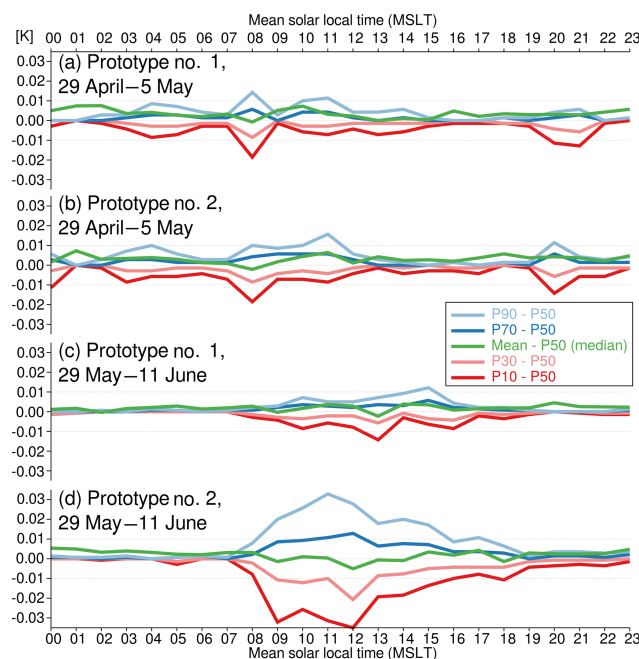 Mean solar local time (MSLT)
[K] 00 01 02 03 04 05 06 07 08 09 10 11 12 13 14 15 16 17 18 19 20 21 22 23
0.03
0.02
0.01
0.00
-0.01
-0.02
-0.03
(a) Prototype no. 1,
29 April−5 May
0.03
0.02
0.01
0.00
-0.01
-0.02
-0.03
(b) Prototype no. 2,
29 April−5 May
P90 - P50
P70 - P50
Mean - P50 (median)
P30 - P50
P10 - P50
0.03
0.02
0.01
0.00
-0.01
-0.02
-0.03
(c) Prototype no. 1,
29 May−11 June
0.03
0.02
0.01
0.00
-0.01
-0.02
-0.03
(d) Prototype no. 2,
29 May−11 June
00 01 02 03 04 05 06 07 08 09 10 11 12 13 14 15 16 17 18 19 20 21 22 23
Mean solar local time (MSLT)